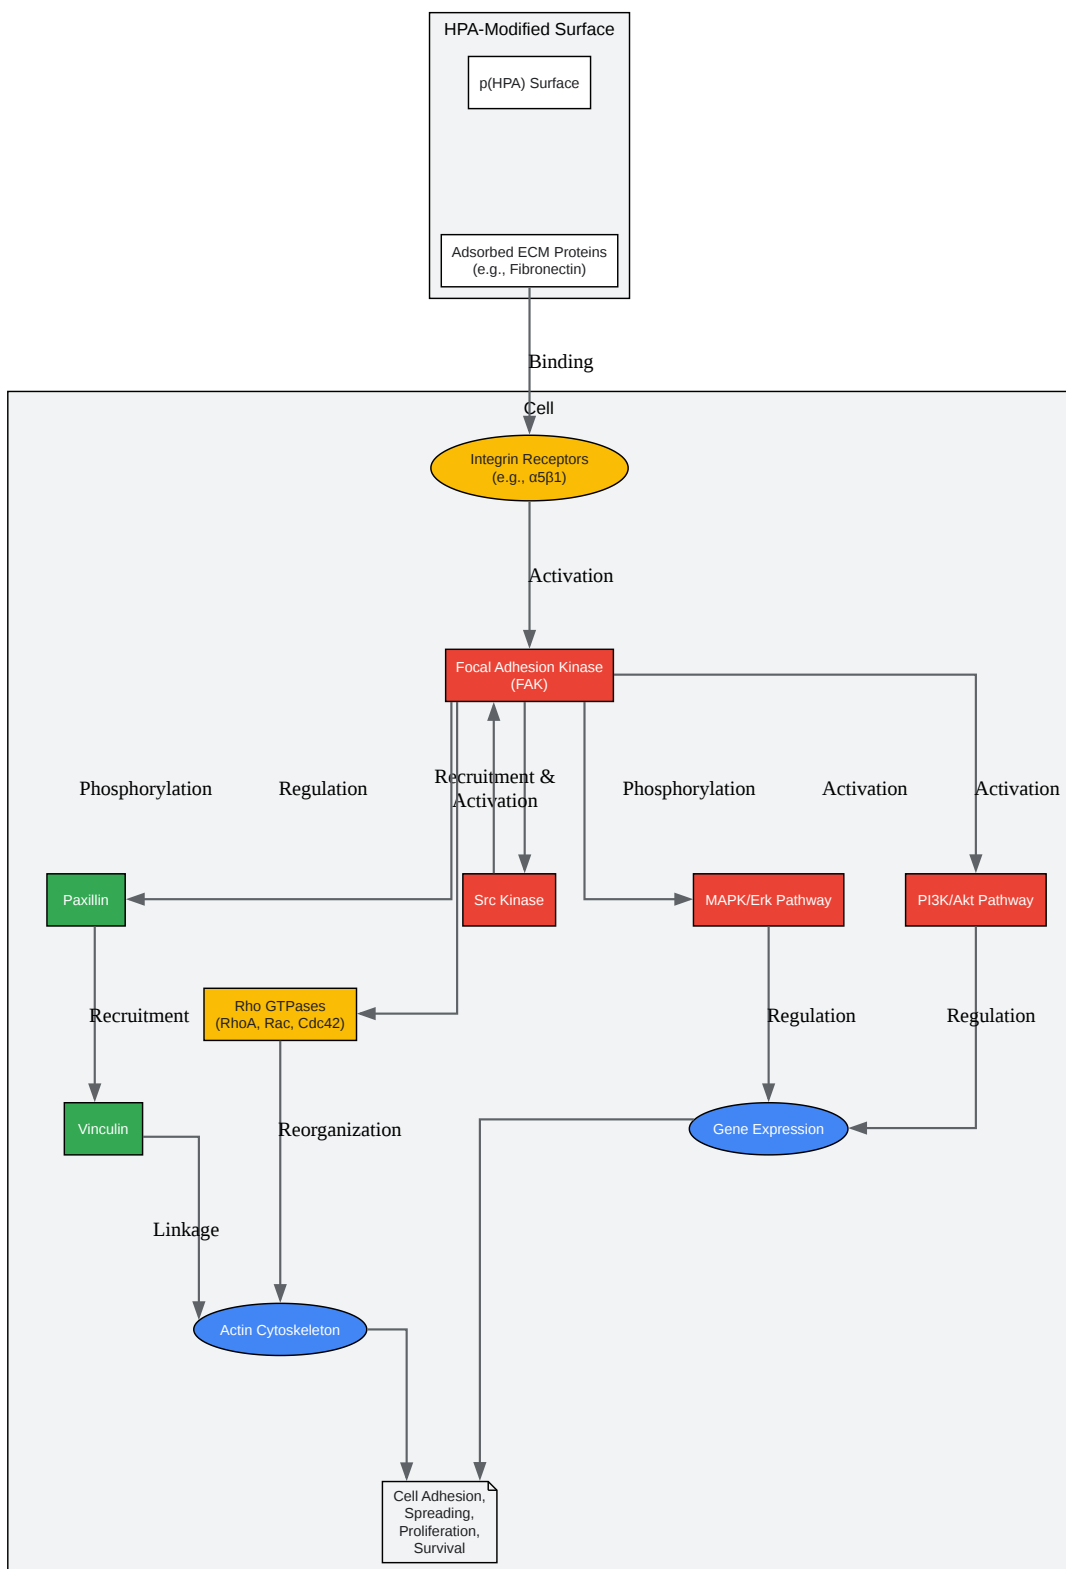 HPA-Modified Surface
p(HPA) Surface
Adsorbed ECM Proteins
(e.g., Fibronectin)
Binding
Cell
Integrin Receptors
(e.g., α5β1)
Activation
Focal Adhesion Kinase
(FAK)
Phosphorylation
Regulation
Recruitment &
Activation
Phosphorylation
Activation
Activation
Paxillin
Src Kinase
MAPK/Erk Pathway
PI3K/Akt Pathway
Recruitment
Rho GTPases
(RhoA, Rac, Cdc42)
Regulation
Regulation
Vinculin
Reorganization
Gene Expression
Linkage
Actin Cytoskeleton
Cell Adhesion,
Spreading,
Proliferation,
Survival